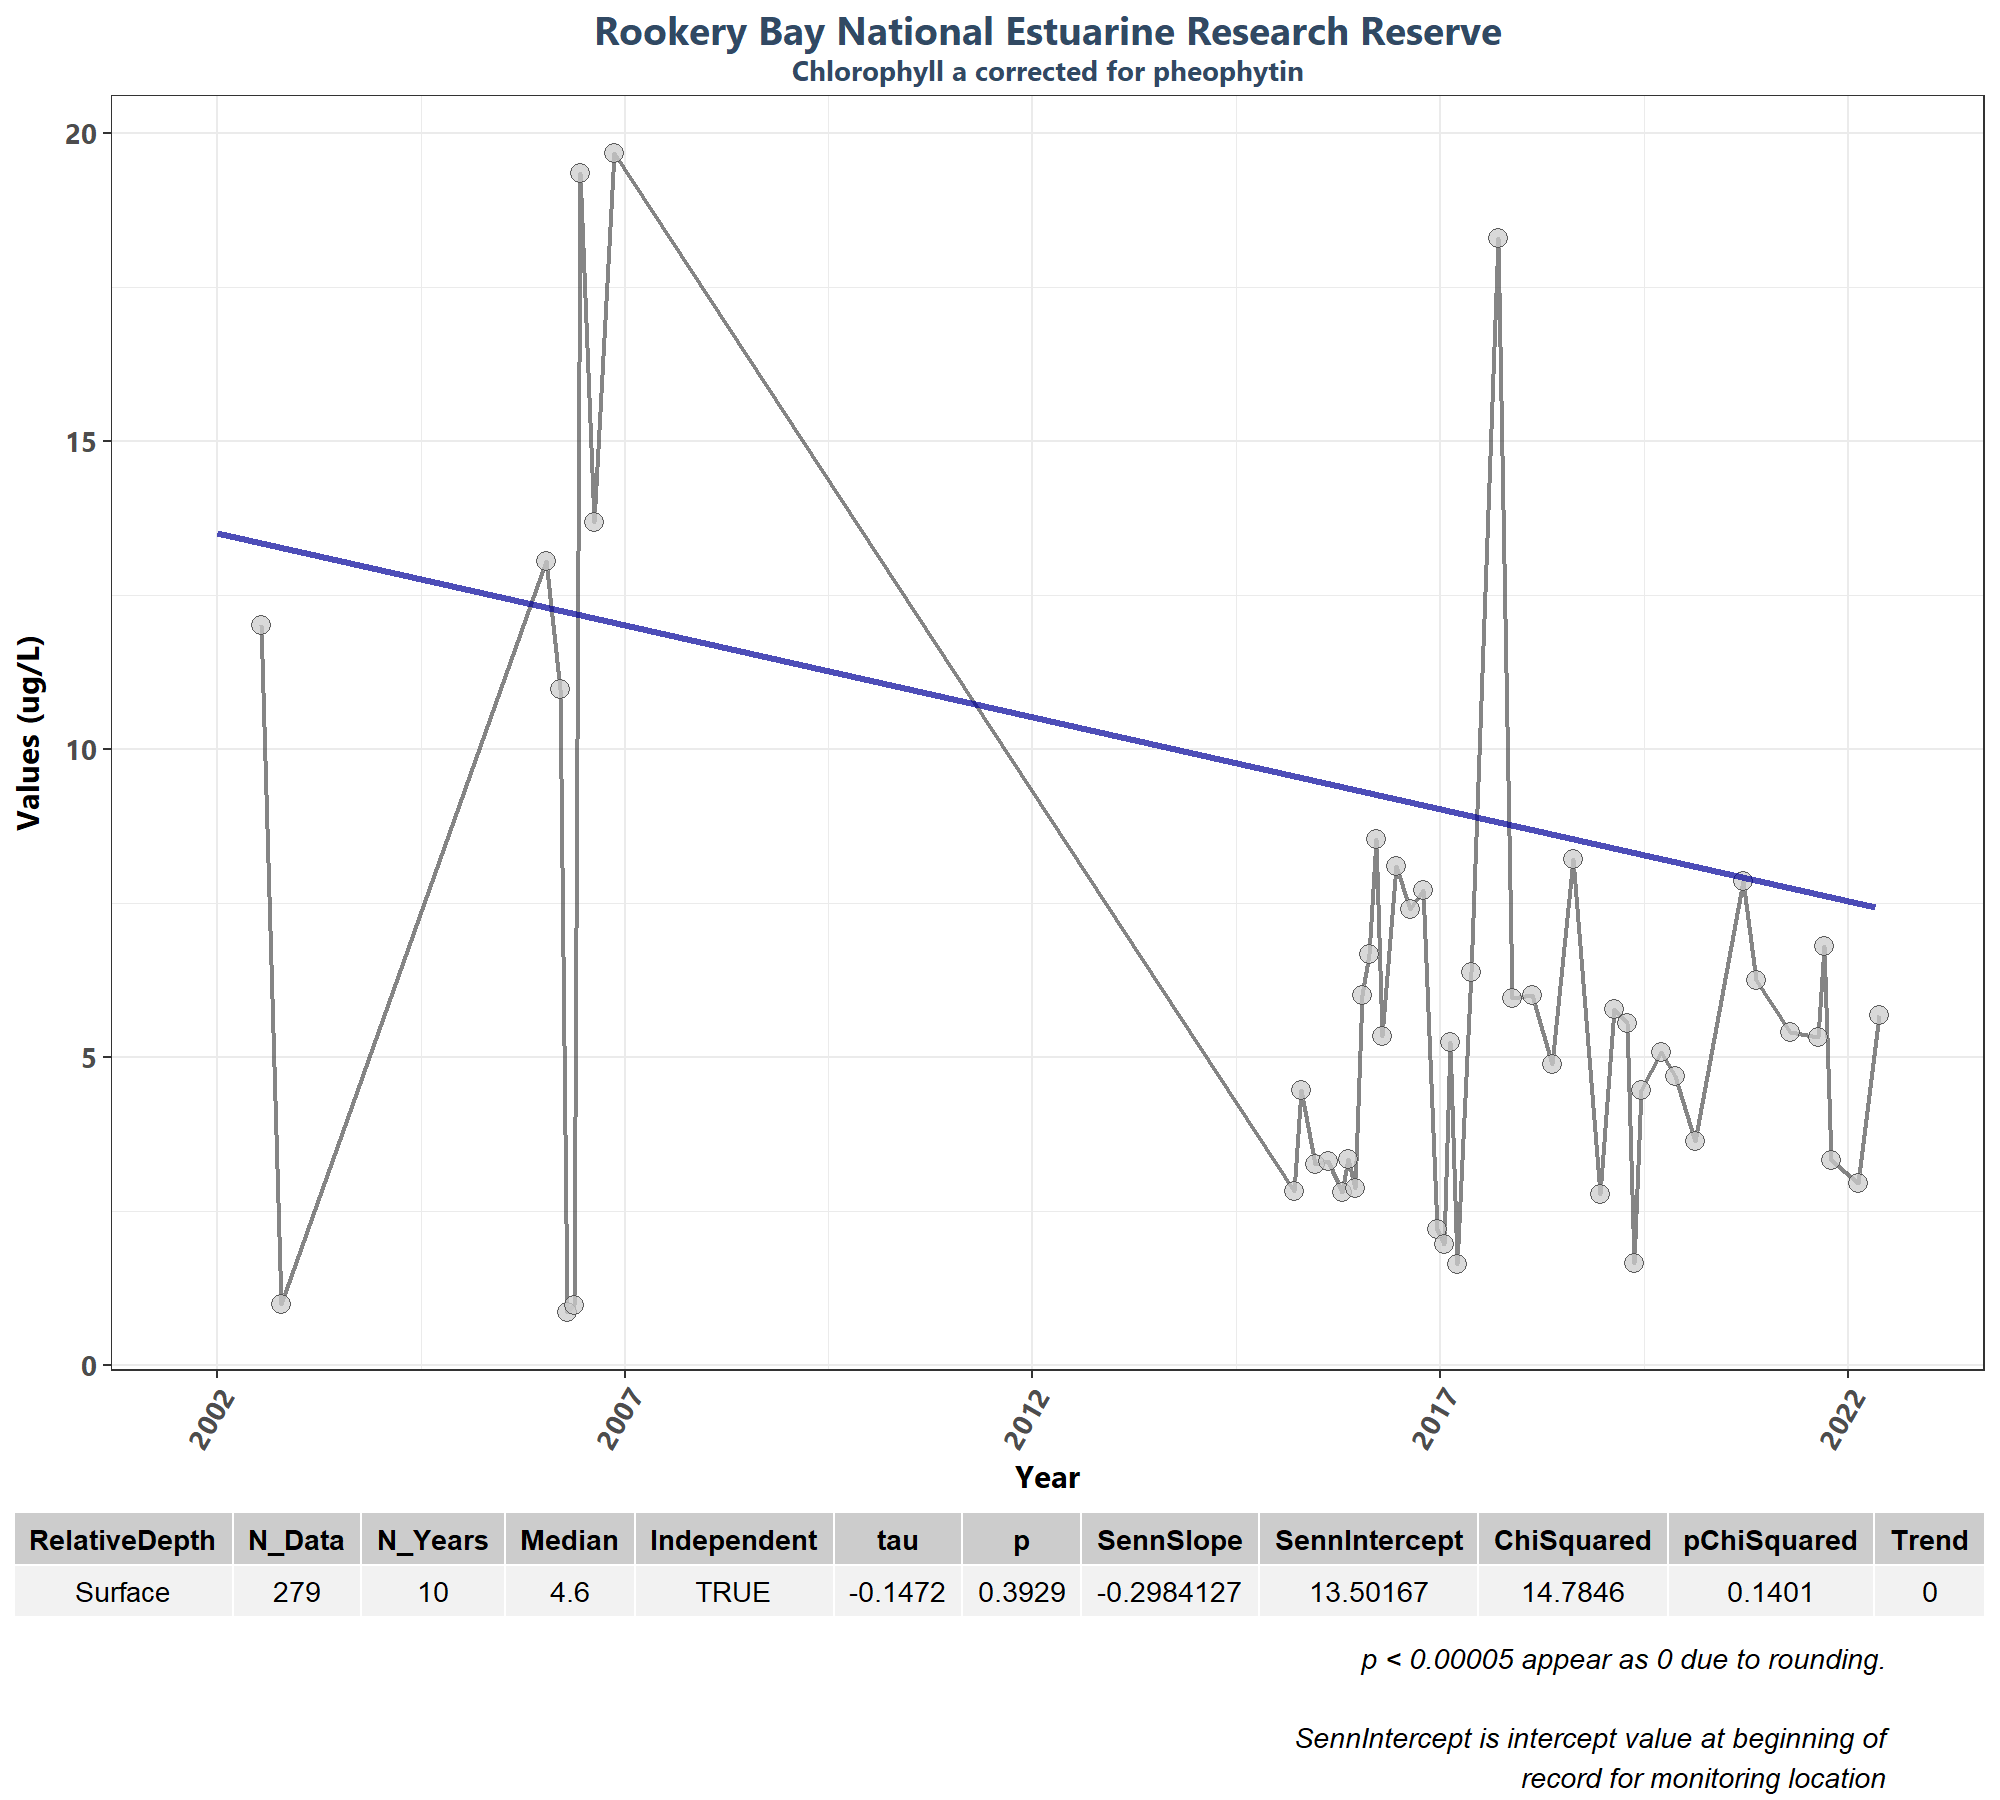 Rookery Bay National Estuarine Research Reserve
Chlorophyll a corrected for pheophytin
Values (ug/L)
20
15
10
5
0
2002 2007 2012 2017 2022
Year
RelativeDepth N_Data N_Years Median Independent tau p SennSlope SennIntercept ChiSquared pChiSquared Trend
Surface 279 10 4.6 TRUE -0.1472 0.3929 -0.2984127 13.50167 14.7846 0.1401 0
p < 0.00005 appear as 0 due to rounding.
SennIntercept is intercept value at beginning of
record for monitoring location